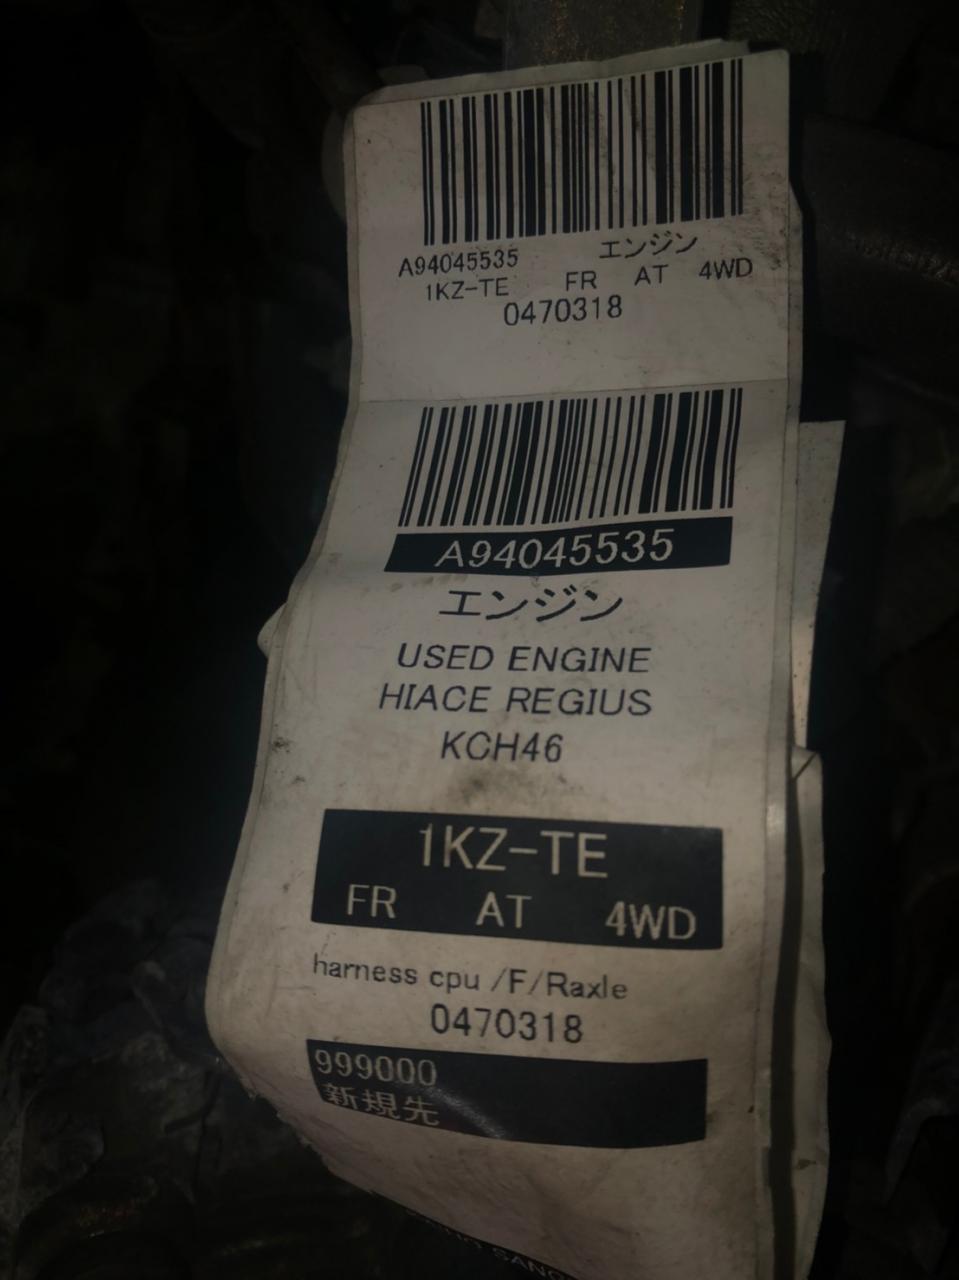 A94045535 エンジン
1KZ-TE FR AT 4WD
0470318
A94045535
エンジン
USED ENGINE
HIACE REGIUS
KCH46
1KZ-TE
FR AT 4WD
harness cpu /F/Raxle
0470318
999000
新規先